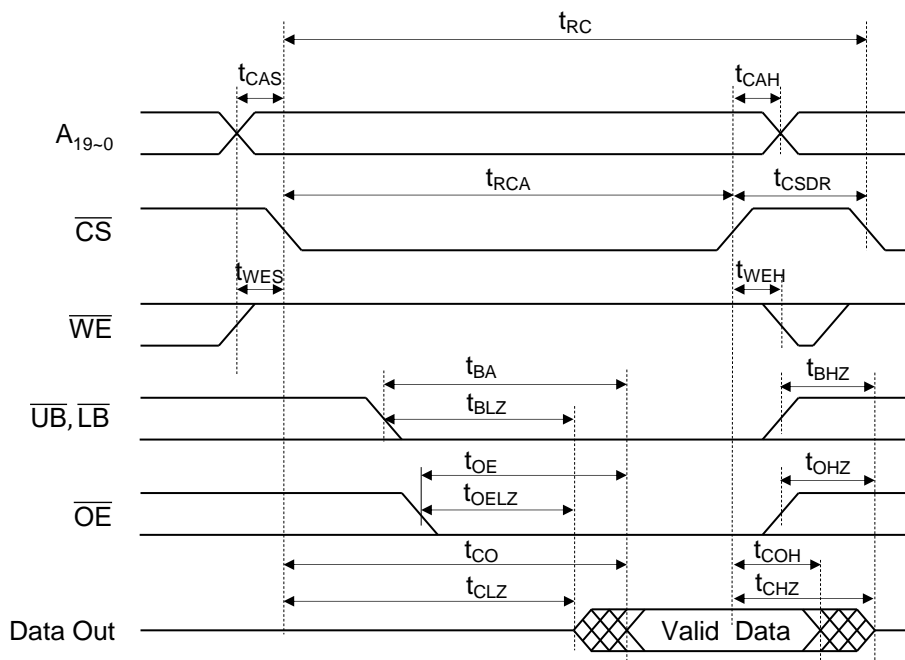 tRC
tCAS tCAH
A19~0
tRCA tCSDR
CS
tWES tWEH
WE
tBA tBHZ
tBLZ
UB, LB
tOE tOHZ
tOELZ
OE
tCO tCOH
tCLZ tCHZ
Data Out Valid Data